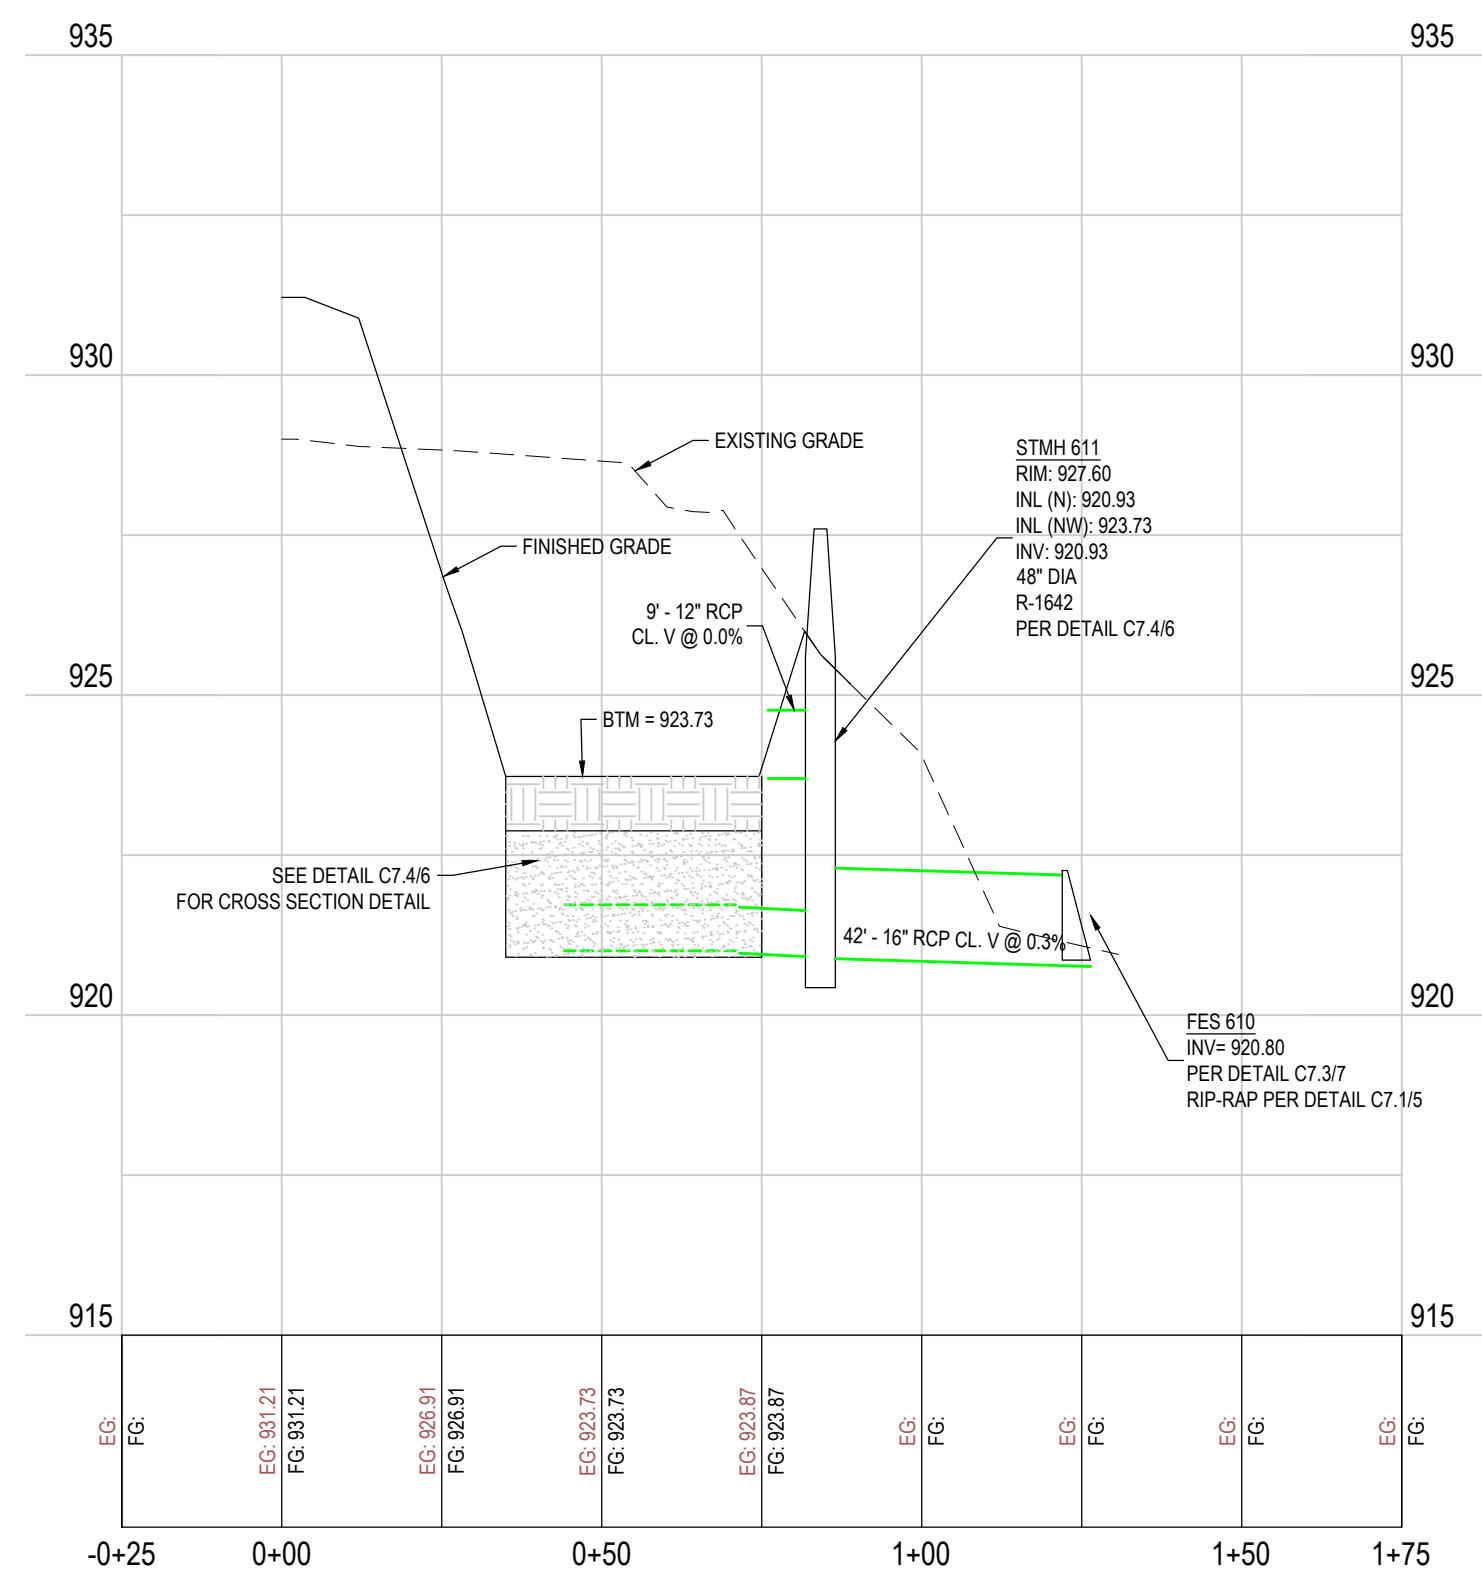 935
935
930
930
925
925
920
920
915
915
EXISTING GRADE
FINISHED GRADE
STMH 611
RIM: 927.60
INL (N): 920.93
INL (NW): 923.73
INV: 920.93
48" DIA
R-1642
PER DETAIL C7.4/6
9' - 12" RCP
CL. V @ 0.0%
BTM = 923.73
SEE DETAIL C7.4/6
FOR CROSS SECTION DETAIL
42' - 16" RCP CL. V @ 0.3%
FES 610
INV= 920.80
PER DETAIL C7.3/7
RIP-RAP PER DETAIL C7.1/5
EG:
FG:
EG: 931.21
FG: 931.21
EG: 926.91
FG: 926.91
EG: 923.73
FG: 923.73
EG: 923.87
FG: 923.87
EG:
FG:
EG:
FG:
EG:
FG:
EG:
FG:
-0+25
0+00
0+50
1+00
1+50
1+75